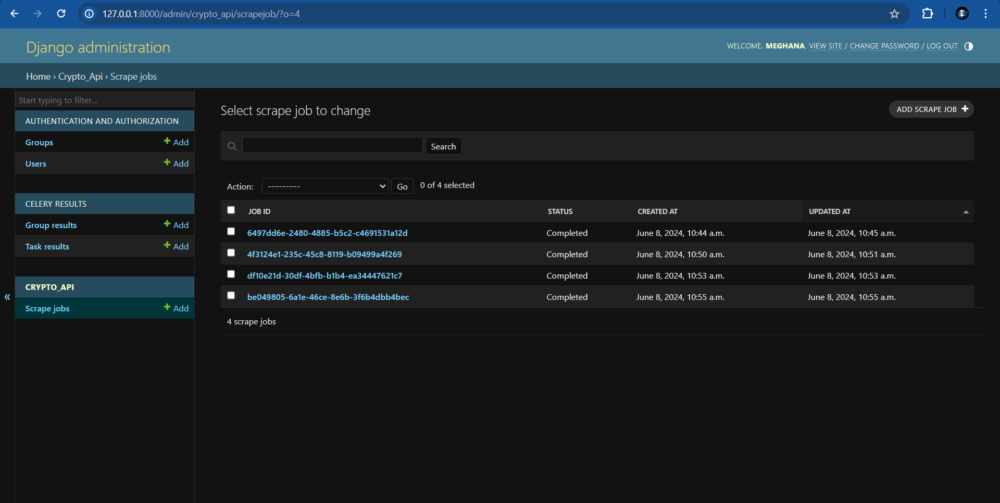 127.0.0.1:8000/admin/crypto_api/scrapejob/?o=4
Django administration
WELCOME, MEGHANA. VIEW SITE / CHANGE PASSWORD / LOG OUT
Home › Crypto_Api › Scrape jobs
Start typing to filter...
AUTHENTICATION AND AUTHORIZATION
Groups Add
Users Add
CELERY RESULTS
Group results Add
Task results Add
CRYPTO_API
Scrape jobs Add
«
Select scrape job to change
ADD SCRAPE JOB
Search
Action: --------- Go 0 of 4 selected
JOB ID STATUS CREATED AT UPDATED AT
6497dd6e-2480-4885-b5c2-c4691531a12d Completed June 8, 2024, 10:44 a.m. June 8, 2024, 10:45 a.m.
4f3124e1-235c-45c8-8119-b09499a4f269 Completed June 8, 2024, 10:50 a.m. June 8, 2024, 10:51 a.m.
df10e21d-30df-4bfb-b1b4-ea34447621c7 Completed June 8, 2024, 10:53 a.m. June 8, 2024, 10:53 a.m.
be049805-6a1e-46ce-8e6b-3f6b4dbb4bec Completed June 8, 2024, 10:55 a.m. June 8, 2024, 10:55 a.m.
4 scrape jobs